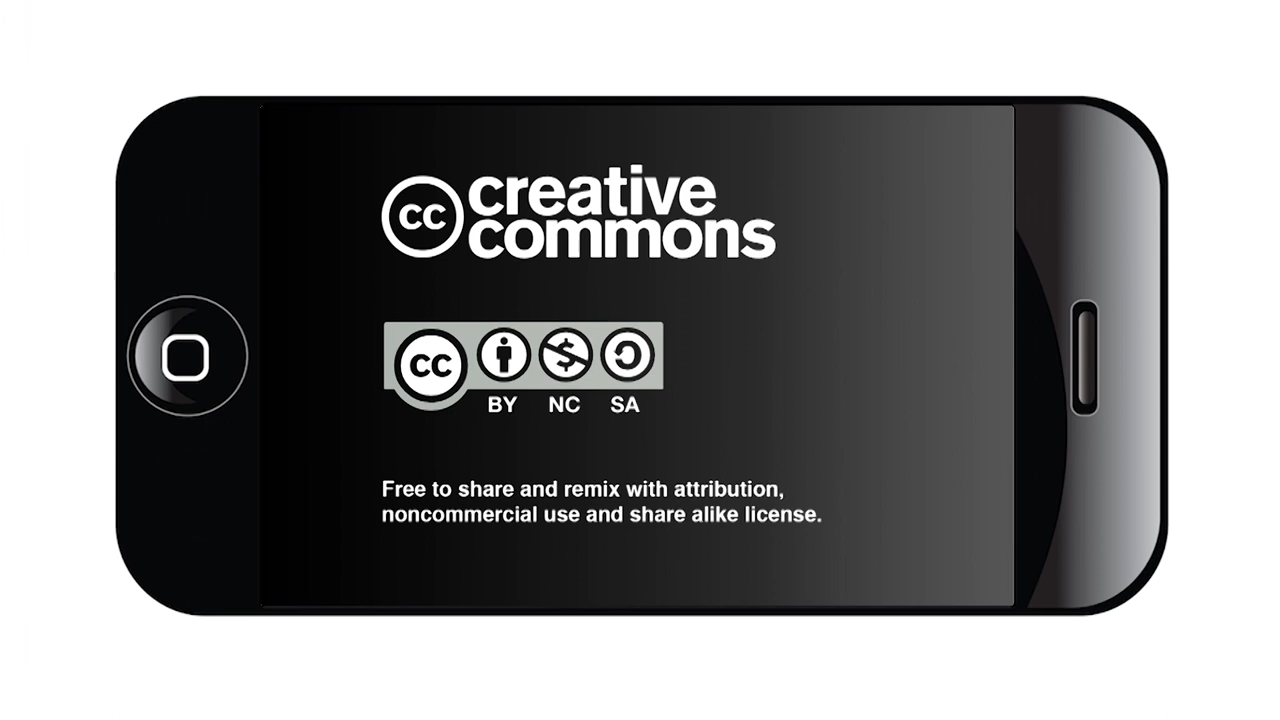 cc creative
commons
cc
BY NC SA
Free to share and remix with attribution,
noncommercial use and share alike license.